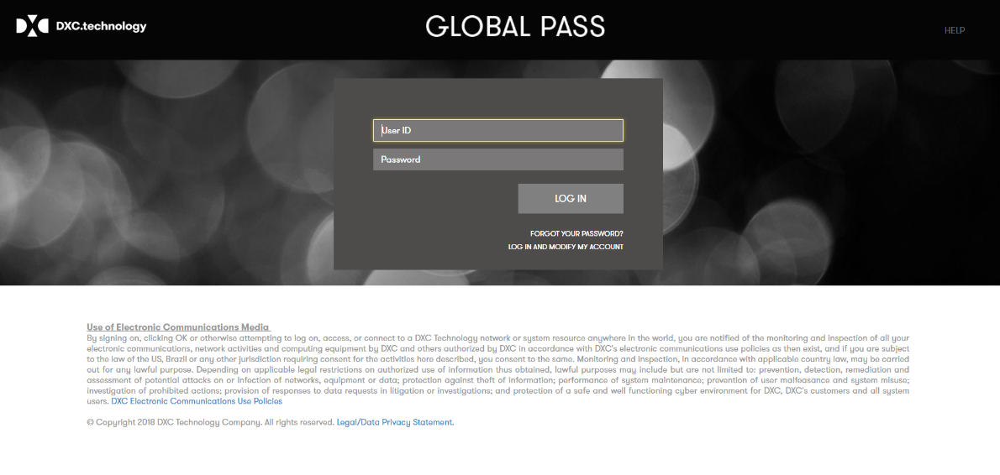 DXC.technology
GLOBAL PASS
HELP
User ID
Password
LOG IN
FORGOT YOUR PASSWORD?
LOG IN AND MODIFY MY ACCOUNT
Use of Electronic Communications Media
By signing on, clicking OK or otherwise attempting to log on, access, or connect to a DXC Technology network or system resource anywhere in the world, you are notified of the monitoring and inspection of all your
electronic communications, network activities and computing equipment by DXC and others authorized by DXC in accordance with DXC's electronic communications use policies as then exist, and if you are subject
to the law of the US, Brazil or any other jurisdiction requiring consent for the activities here described, you consent to the same. Monitoring and inspection, in accordance with applicable country law, may be carried
out for any lawful purpose. Depending on applicable legal restrictions on authorized use of information thus obtained, lawful purposes may include but are not limited to: prevention, detection, remediation and
assessment of potential attacks on or infection of networks, equipment or data; protection against theft of information; performance of system maintenance; prevention of user malfeasance and system misuse;
investigation of prohibited actions; provision of responses to data requests in litigation or investigations; and protection of a safe and well functioning cyber environment for DXC, DXC's customers and all system
users. DXC Electronic Communications Use Policies
© Copyright 2018 DXC Technology Company. All rights reserved. Legal/Data Privacy Statement.